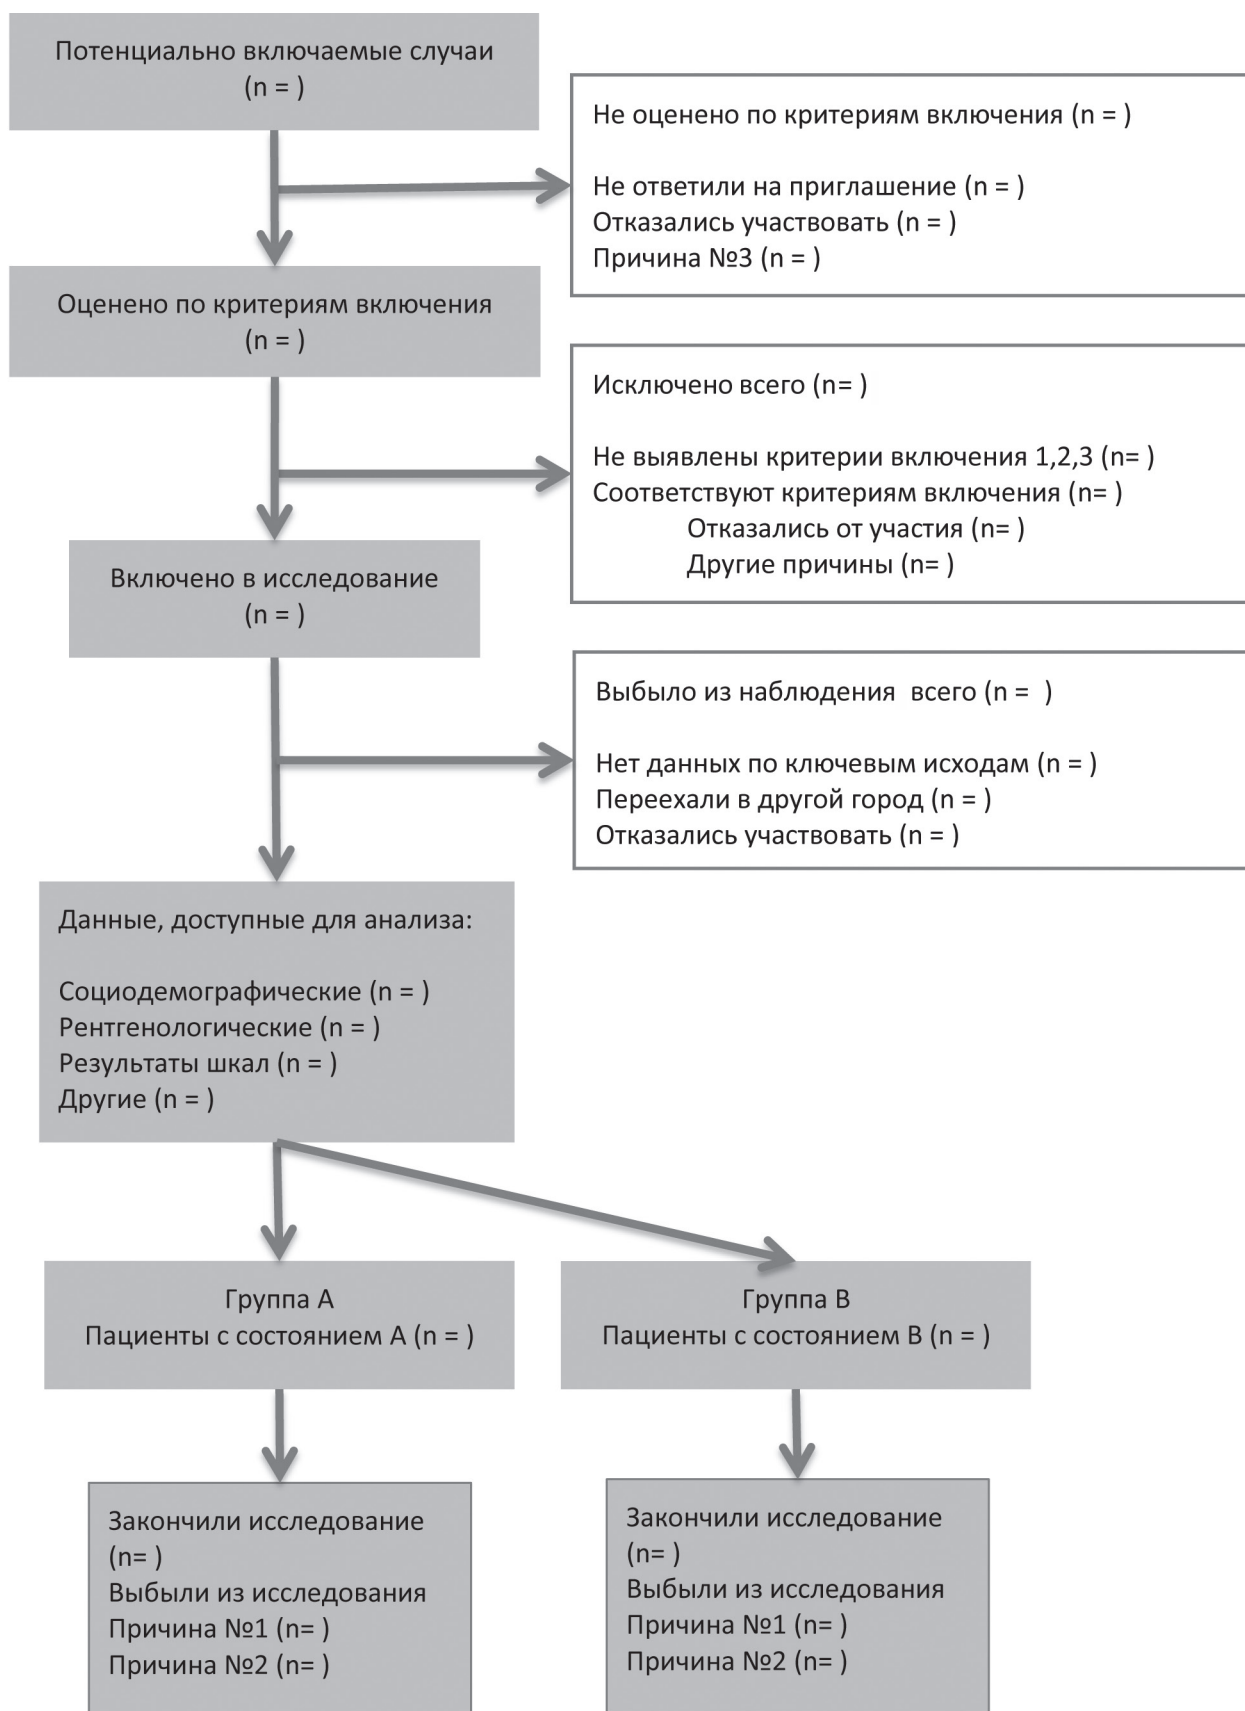 Потенциально включаемые случаи
(n = )
Не оценено по критериям включения (n = )
Не ответили на приглашение (n = )
Отказались участвовать (n = )
Причина №3 (n = )
Оценено по критериям включения
(n = )
Исключено всего (n= )
Не выявлены критерии включения 1,2,3 (n= )
Соответствуют критериям включения (n= )
Отказались от участия (n= )
Другие причины (n= )
Включено в исследование
(n = )
Выбыло из наблюдения  всего (n =  )
Нет данных по ключевым исходам (n = )
Переехали в другой город (n = )
Отказались участвовать (n = )
Данные, доступные для анализа:
Социодемографические (n = )
Рентгенологические (n = )
Результаты шкал (n = )
Другие (n = )
Группа А
Пациенты с состоянием А (n = )
Группа В
Пациенты с состоянием В (n = )
Закончили исследование
(n= )
Выбыли из исследования
Причина №1 (n= )
Причина №2 (n= )
Закончили исследование
(n= )
Выбыли из исследования
Причина №1 (n= )
Причина №2 (n= )